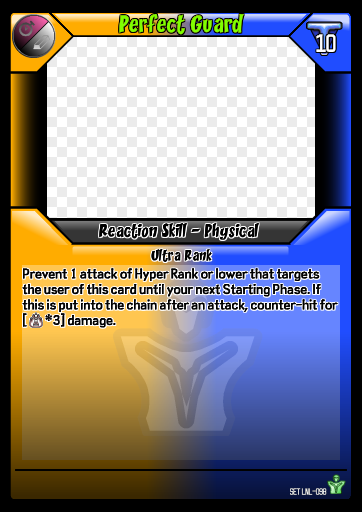 Perfect Guard
10
Reaction Skill - Physical
Ultra Rank
Prevent 1 attack of Hyper Rank or lower that targets
the user of this card until your next Starting Phase. If
this is put into the chain after an attack, counter-hit for
[ *3] damage.
SET LNL-098